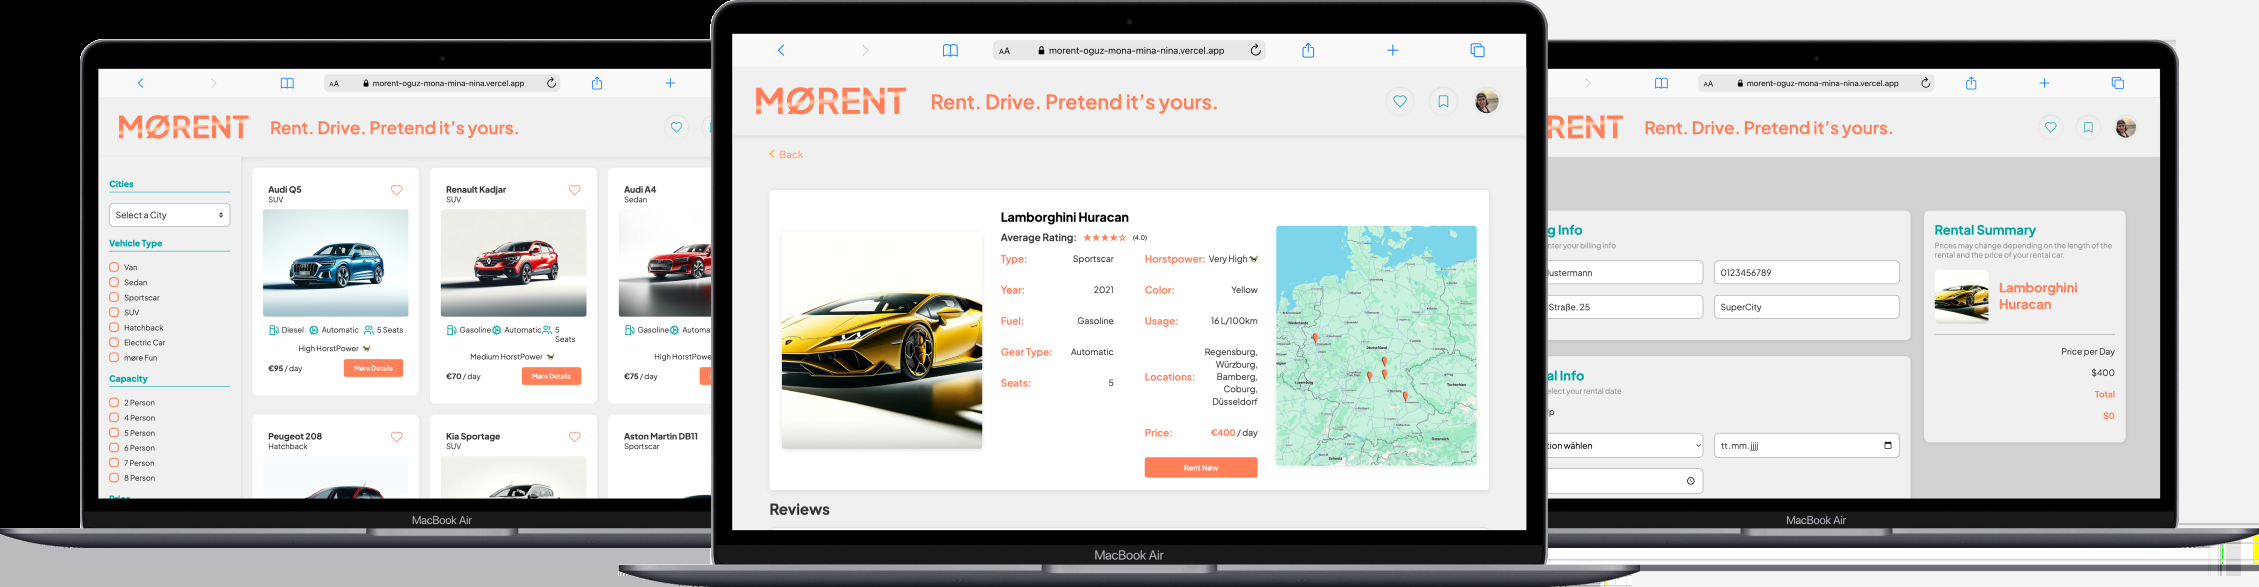 AA morent-oguz-mona-mina-nina.vercel.app
MØRENT Rent. Drive. Pretend it's yours.
Cities
Select a City
Vehicle Type
Van
Sedan
Sportscar
SUV
Hatchback
Electric Car
møre Fun
Capacity
2 Person
4 Person
5 Person
6 Person
7 Person
8 Person
Price
Audi Q5
SUV
Diesel Automatic 5 Seats
High HorstPower
€95 / day
Møre Details
Renault Kadjar
SUV
Gasoline Automatic 5 Seats
Medium HorstPower
€70 / day
Møre Details
Audi A4
Sedan
Gasoline Automa
High HorstP
€75 / day
Peugeot 208
Hatchback
Kia Sportage
SUV
Aston Martin DB11
Sportscar
MacBook Air
AA morent-oguz-mona-mina-nina.vercel.app
MØRENT Rent. Drive. Pretend it's yours.
Back
Lamborghini Huracan
Average Rating: ★★★★☆ (4.0)
Type: Sportscar
Year: 2021
Fuel: Gasoline
Gear Type: Automatic
Seats: 5
Horstpower: Very High
Color: Yellow
Usage: 16 L/100km
Locations: Regensburg,
Würzburg,
Bamberg,
Coburg,
Düsseldorf
Price: €400 / day
Rent Nøw
Reviews
MacBook Air
AA morent-oguz-mona-mina-nina.vercel.app
RENT Rent. Drive. Pretend it's yours.
g Info
nter your billing info
lustermann
0123456789
Straße. 25
SuperCity
al Info
elect your rental date
up
tion wählen
tt.mm.jjjj
Rental Summary
Prices may change depending on the length of the
rental and the price of your rental car.
Lamborghini
Huracan
Price per Day
$400
Total
$0
MacBook Air